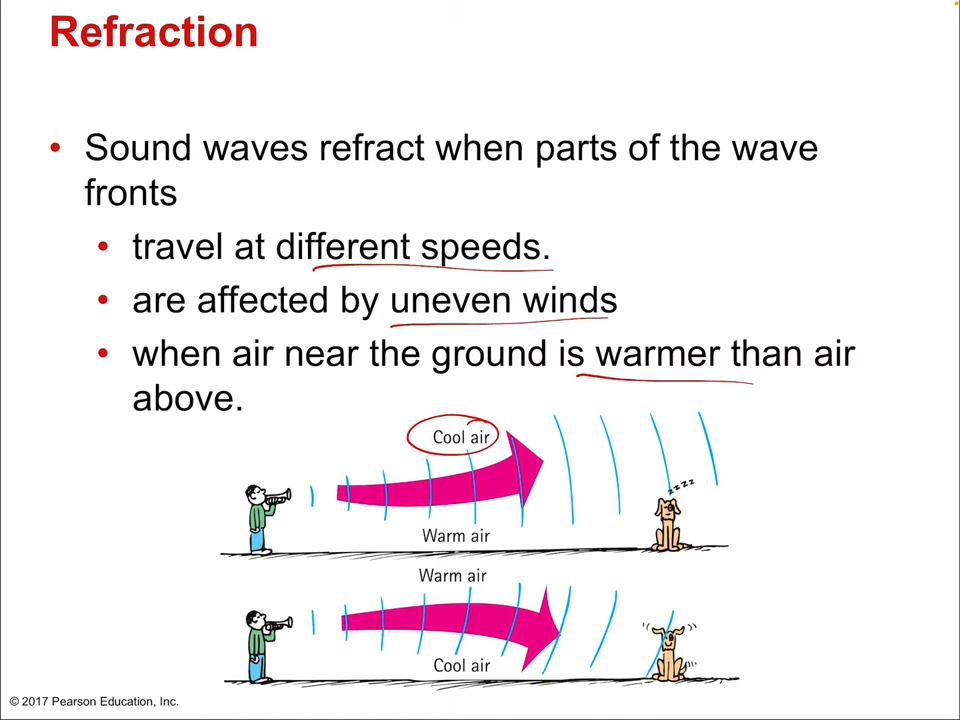 Refraction
• Sound waves refract when parts of the wave
fronts
• travel at different speeds.
• are affected by uneven winds
• when air near the ground is warmer than air
above.
Cool air
zzzz
Warm air
Warm air
Cool air
© 2017 Pearson Education, Inc.